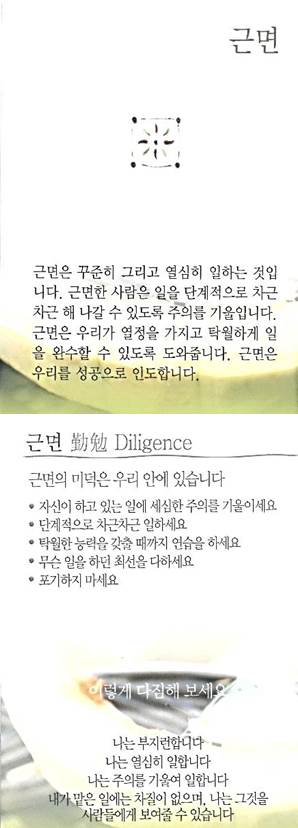 근면
근면은 꾸준히 그리고 열심히 일하는 것입
니다. 근면한 사람은 일을 단계적으로 차근
차근 해 나갈 수 있도록 주의를 기울입니다.
근면은 우리가 열정을 가지고 탁월하게 일
을 완수할 수 있도록 도와줍니다. 근면은
우리를 성공으로 인도합니다.
근면 勤勉 Diligence
근면의 미덕은 우리 안에 있습니다
• 자신이 하고 있는 일에 세심한 주의를 기울이세요
• 단계적으로 차근차근 일하세요
• 탁월한 능력을 갖출 때까지 연습을 하세요
• 무슨 일을 하던 최선을 다하세요
• 포기하지 마세요
이렇게 다짐해 보세요
나는 부지런합니다
나는 열심히 일합니다
나는 주의를 기울여 일합니다
내가 맡은 일에는 차질이 없으며, 나는 그것을
사람들에게 보여줄 수 있습니다